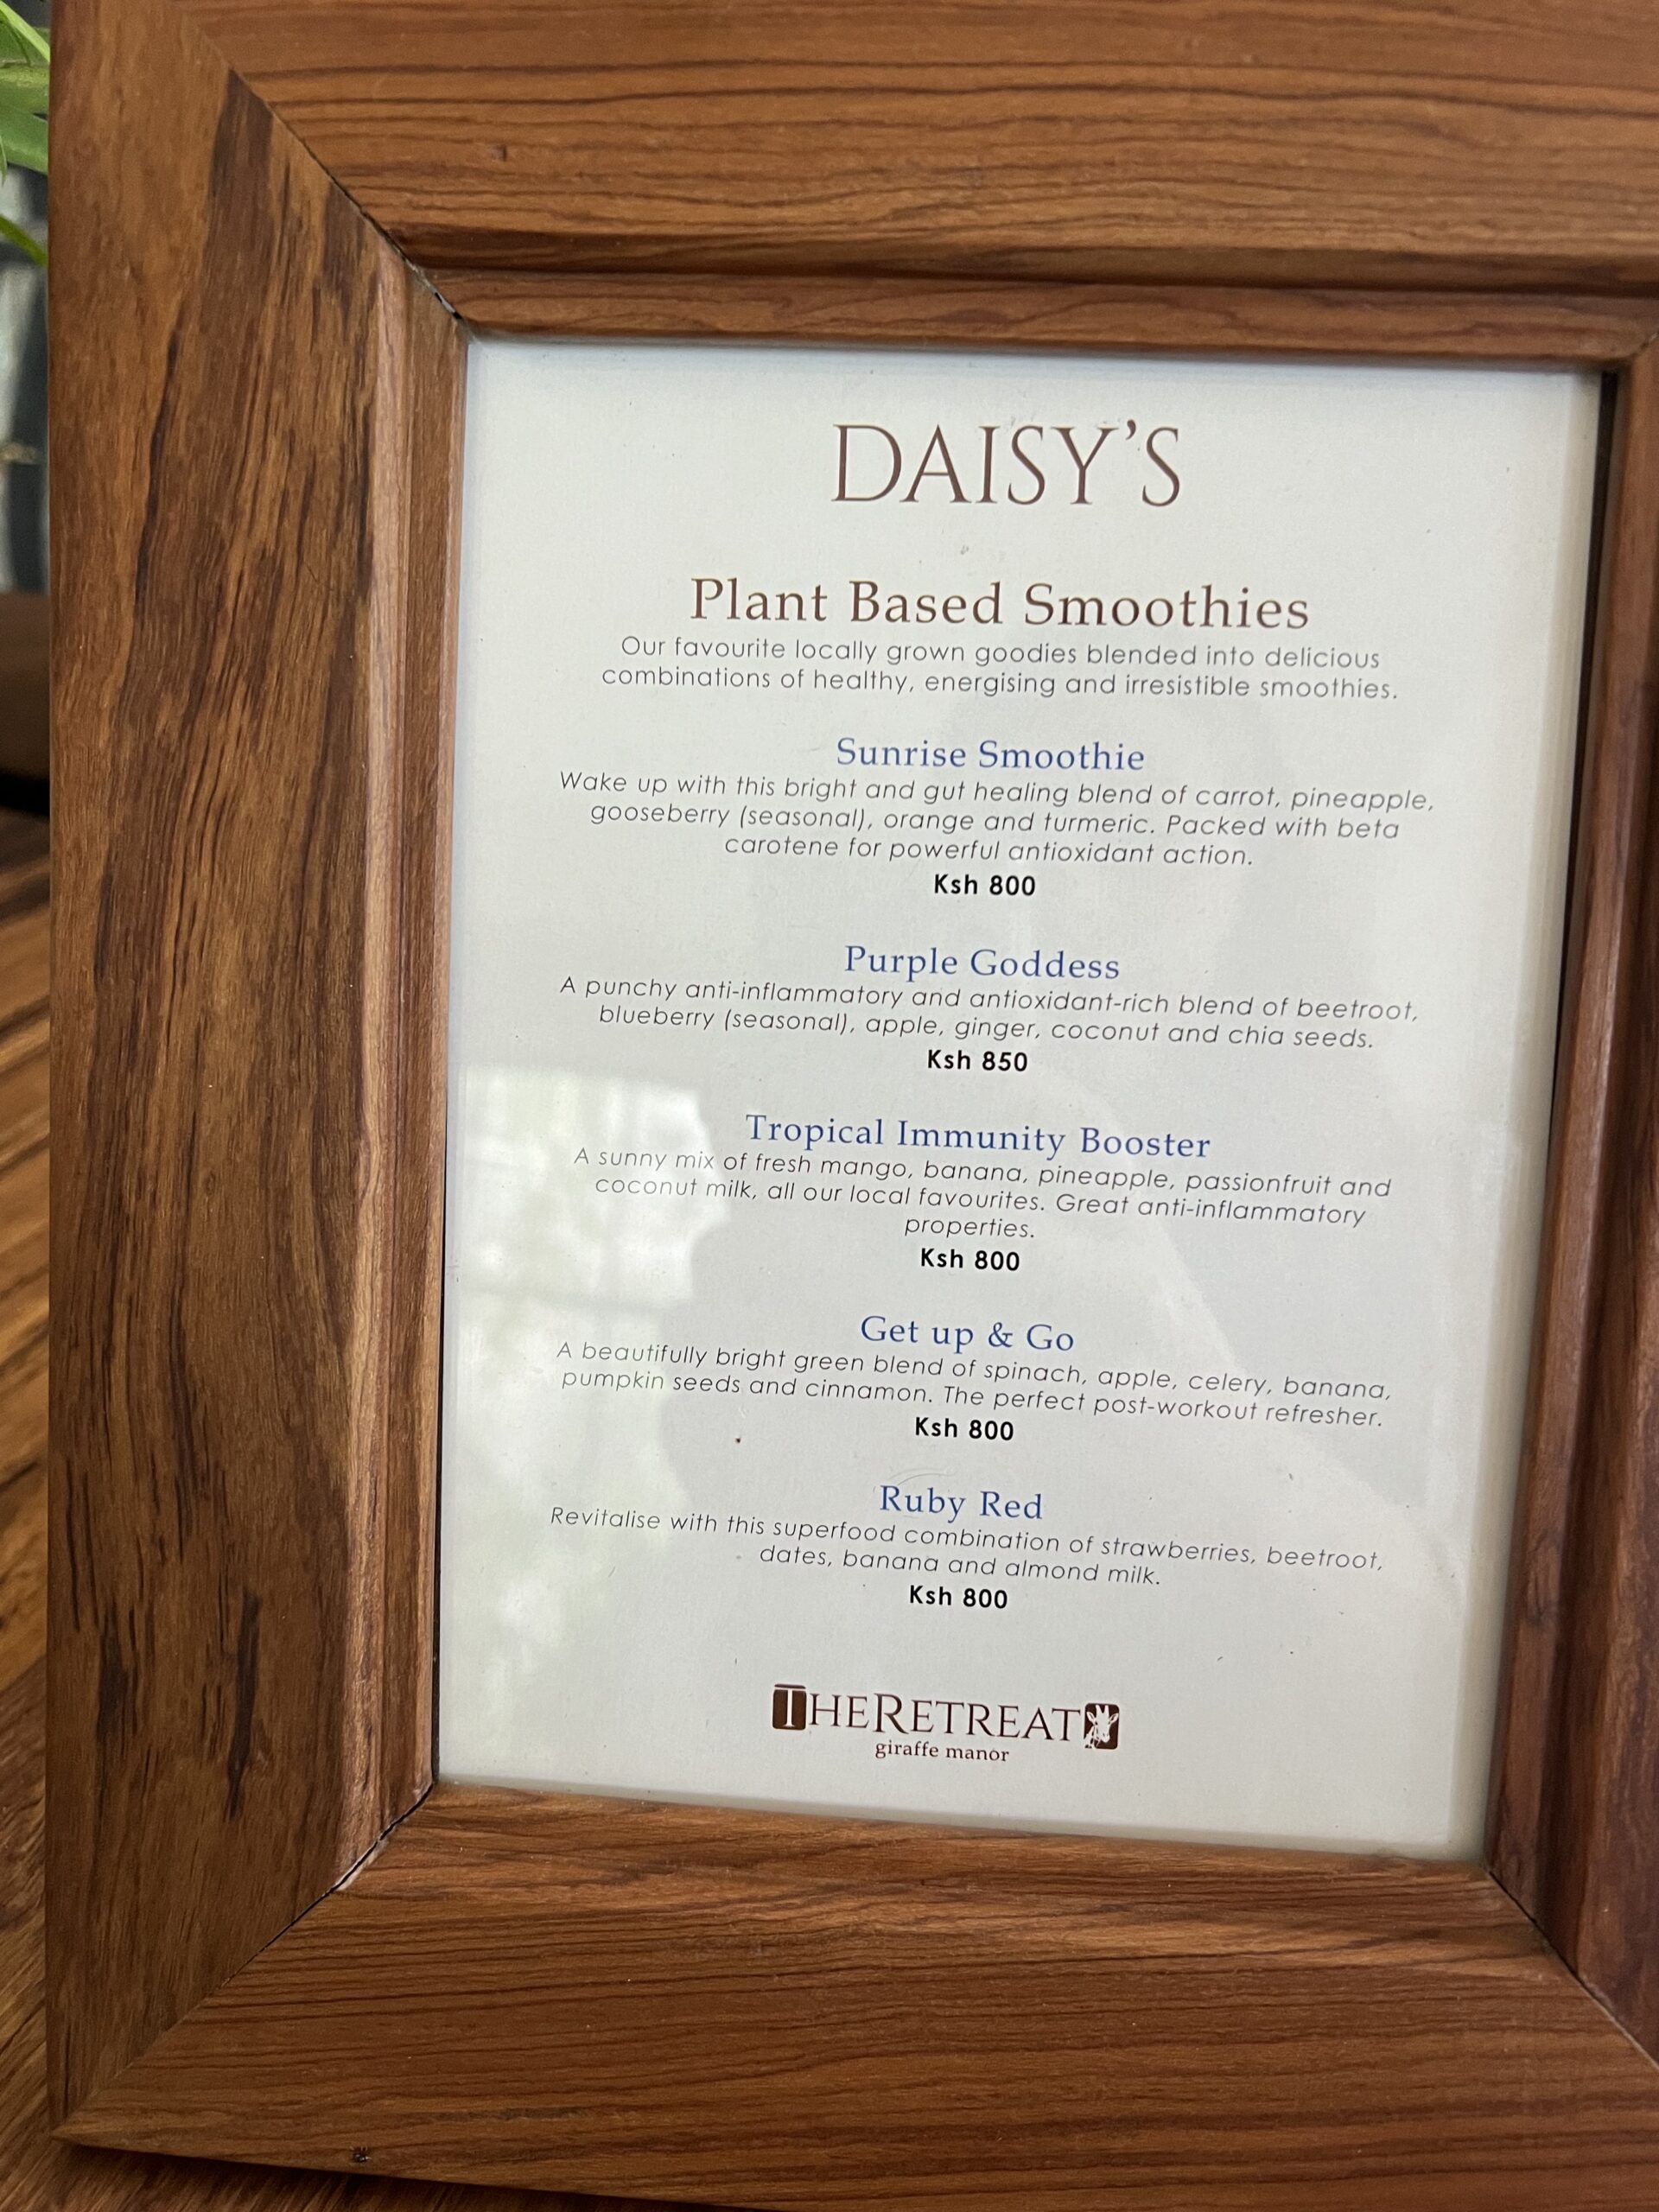 DAISY'S
Plant Based Smoothies
Our favourite locally grown goodies blended into delicious
combinations of healthy, energising and irresistible smoothies.
Sunrise Smoothie
Wake up with this bright and gut healing blend of carrot, pineapple,
gooseberry (seasonal), orange and turmeric. Packed with beta
carotene for powerful antioxidant action.
Ksh 800
Purple Goddess
A punchy anti-inflammatory and antioxidant-rich blend of beetroot,
blueberry (seasonal), apple, ginger, coconut and chia seeds.
Ksh 850
Tropical Immunity Booster
A sunny mix of fresh mango, banana, pineapple, passionfruit and
coconut milk, all our local favourites. Great anti-inflammatory
properties.
Ksh 800
Get up & Go
A beautifully bright green blend of spinach, apple, celery, banana,
pumpkin seeds and cinnamon. The perfect post-workout refresher.
Ksh 800
Ruby Red
Revitalise with this superfood combination of strawberries, beetroot,
dates, banana and almond milk.
Ksh 800
THERETREAT
giraffe manor